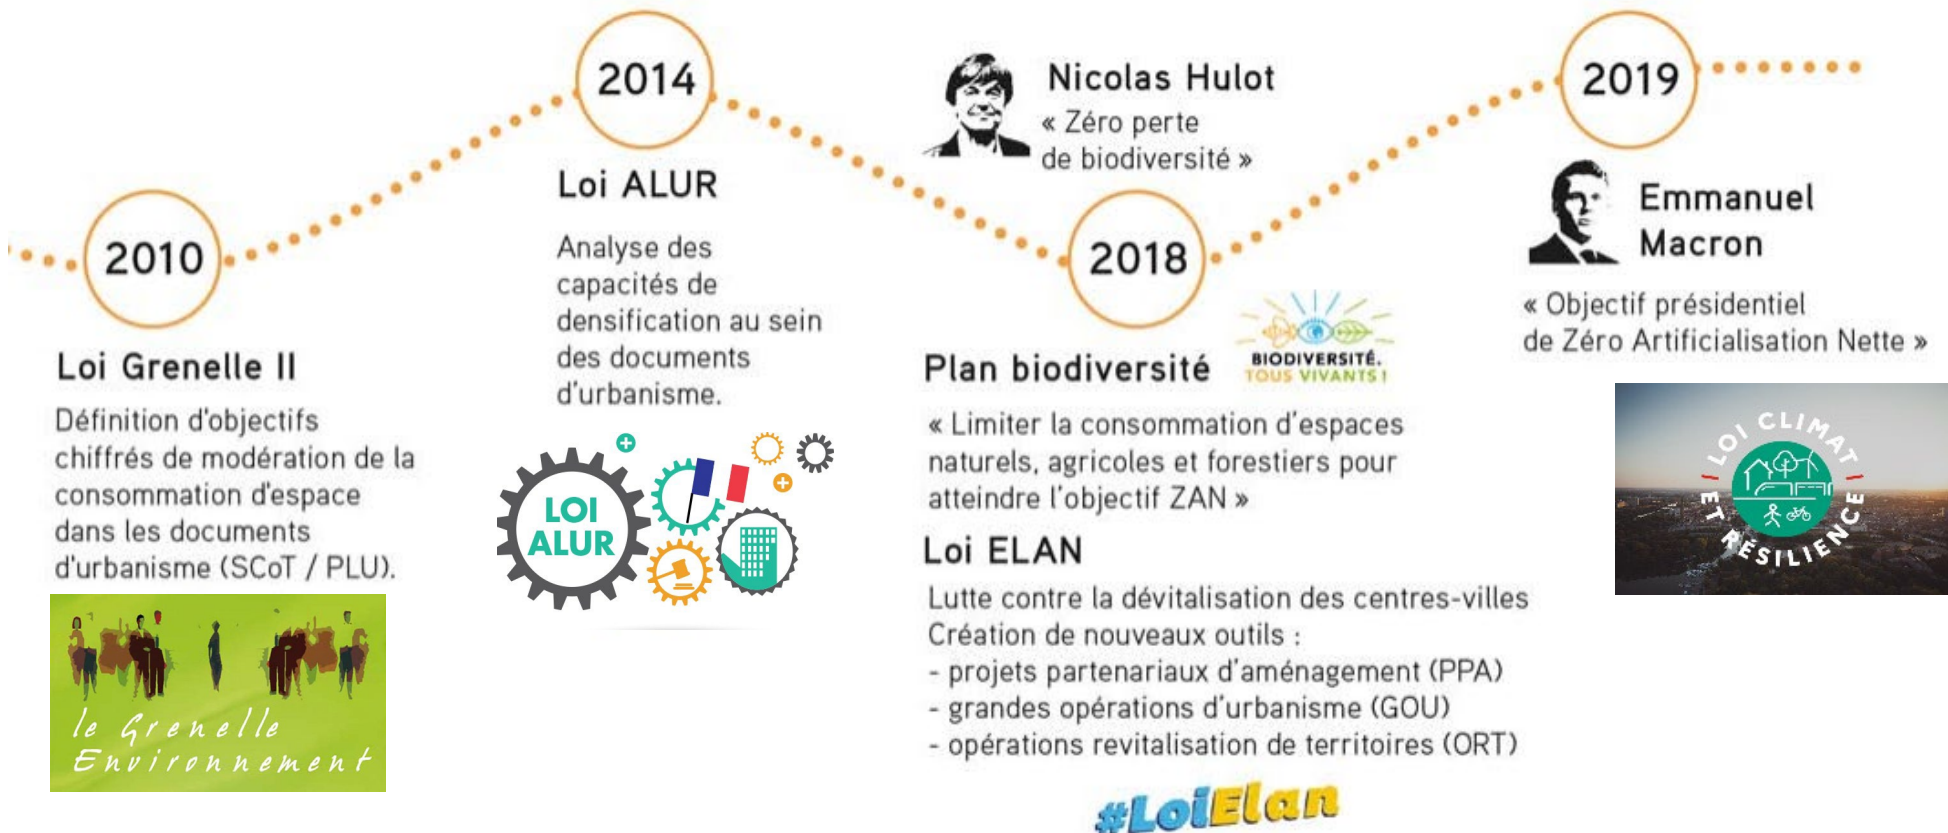 2010
Loi Grenelle II
Définition d'objectifs
chiffrés de modération de la
consommation d'espace
dans les documents
d'urbanisme (SCoT / PLU).
le Grenelle
Environnement
2014
Loi ALUR
Analyse des
capacités de
densification au sein
des documents
d'urbanisme.
LOI
ALUR
Nicolas Hulot
« Zéro perte
de biodiversité »
2018
BIODIVERSITÉ.
TOUS VIVANTS !
Plan biodiversité
« Limiter la consommation d'espaces
naturels, agricoles et forestiers pour
atteindre l'objectif ZAN »
Loi ELAN
Lutte contre la dévitalisation des centres-villes
Création de nouveaux outils :
- projets partenariaux d'aménagement (PPA)
- grandes opérations d'urbanisme (GOU)
- opérations revitalisation de territoires (ORT)
#LoiElan
2019
Emmanuel
Macron
« Objectif présidentiel
de Zéro Artificialisation Nette »
LOI CLIMAT
ET RÉSILIENCE